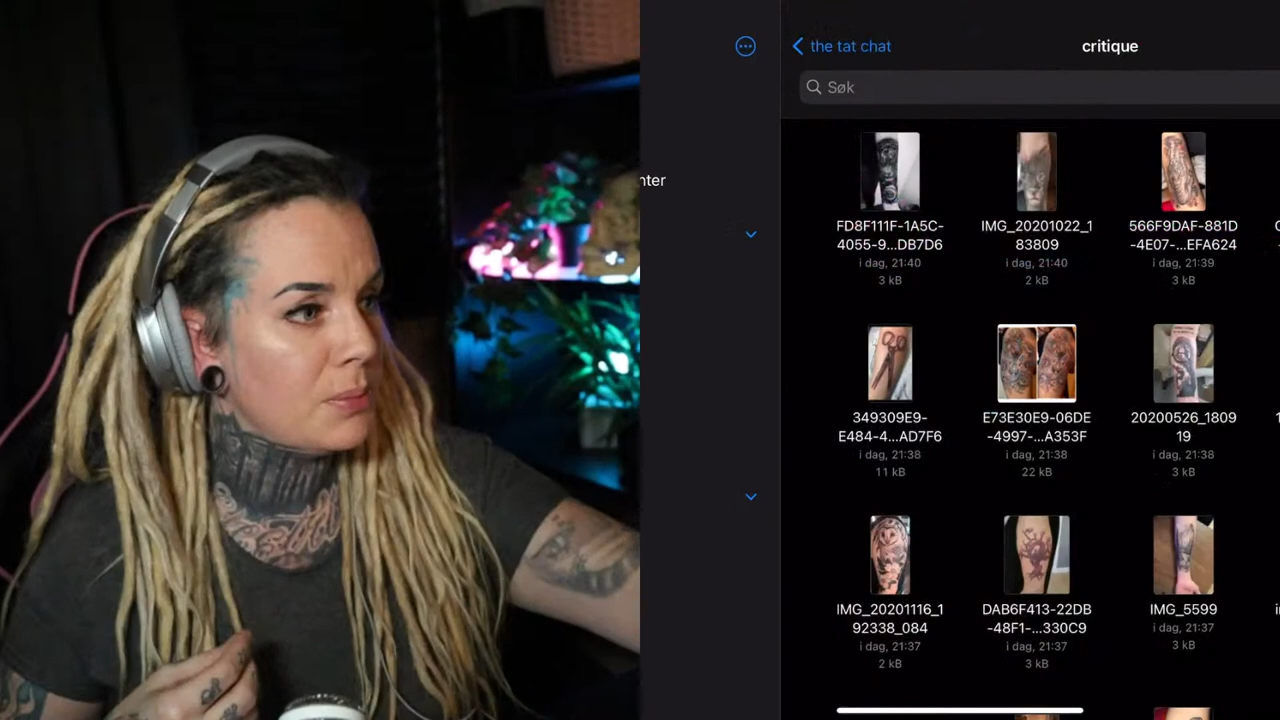 the tat chat
critique
Søk
nter
FD8F111F-1A5C-
4055-9...DB7D6
i dag, 21:40
3 kB
IMG_20201022_1
83809
i dag, 21:40
2 kB
566F9DAF-881D
-4E07-...EFA624
i dag, 21:39
3 kB
349309E9-
E484-4...AD7F6
i dag, 21:38
11 kB
E73E30E9-06DE
-4997-...A353F
i dag, 21:38
22 kB
20200526_1809
19
i dag, 21:38
3 kB
IMG_20201116_1
92338_084
i dag, 21:37
2 kB
DAB6F413-22DB
-48F1-...330C9
i dag, 21:37
3 kB
IMG_5599
i dag, 21:37
3 kB